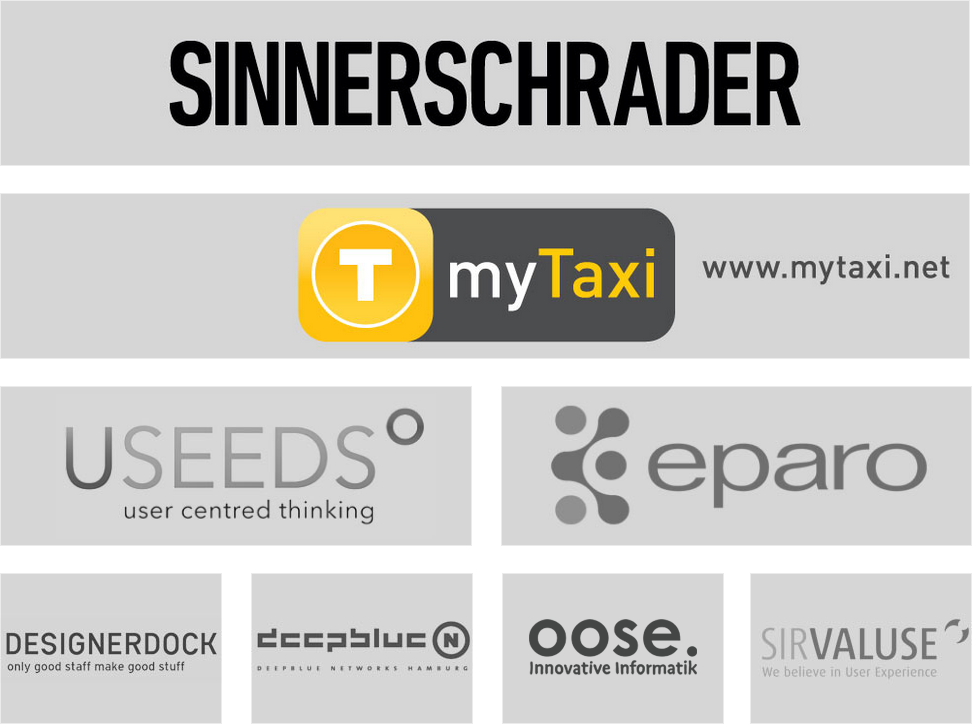 SINNERSCHRADER
T myTaxi www.mytaxi.net
USEEDS°
user centred thinking
eparo
DESIGNERDOCK
only good staff make good stuff
deepblue N
DEEPBLUE NETWORKS HAMBURG
oose.
Innovative Informatik
SIRVALUSE
We believe in User Experience